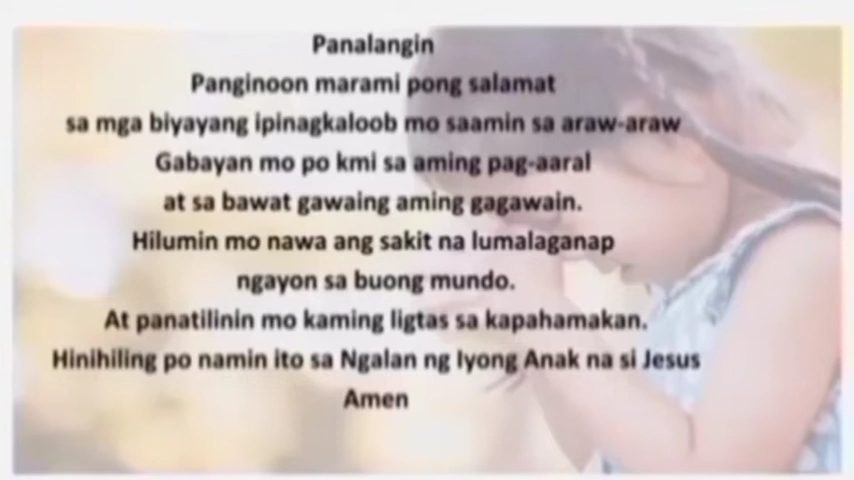 Panalangin
Panginoon marami pong salamat
sa mga biyayang ipinagkaloob mo saamin sa araw-araw
Gabayan mo po kmi sa aming pag-aaral
at sa bawat gawaing aming gagawain.
Hilumin mo nawa ang sakit na lumalaganap
ngayon sa buong mundo.
At panatilinin mo kaming ligtas sa kapahamakan.
Hinihiling po namin ito sa Ngalan ng Iyong Anak na si Jesus
Amen